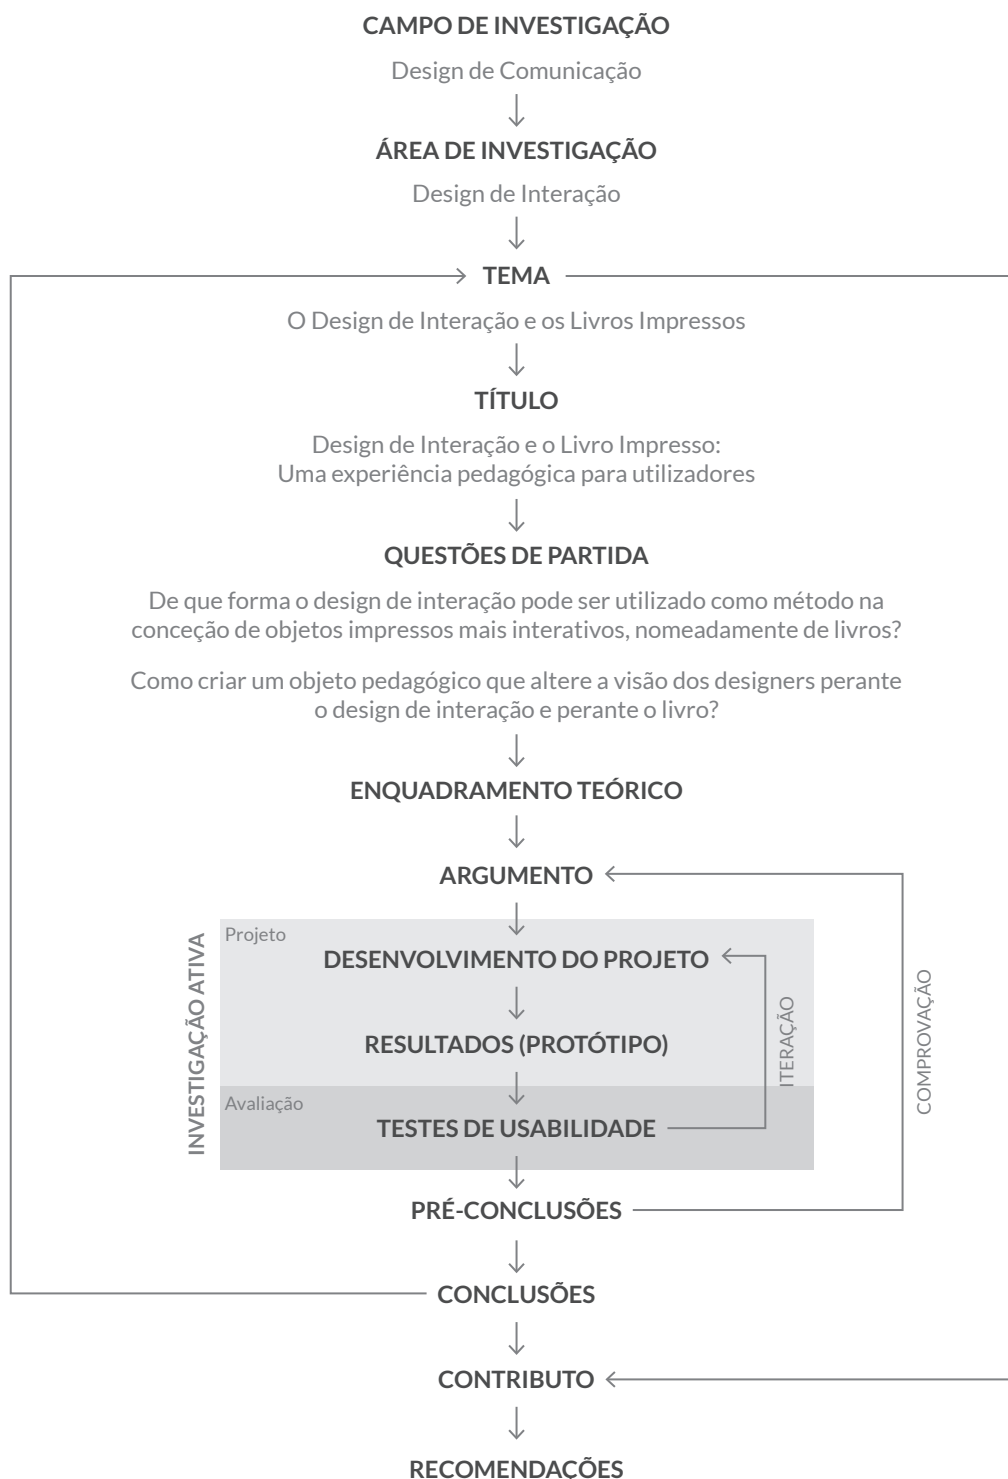 CAMPO DE INVESTIGAÇÃO
Design de Comunicação
ÁREA DE INVESTIGAÇÃO
Design de Interação
TEMA
O Design de Interação e os Livros Impressos
TÍTULO
Design de Interação e o Livro Impresso:
Uma experiência pedagógica para utilizadores
QUESTÕES DE PARTIDA
De que forma o design de interação pode ser utilizado como método na
conceção de objetos impressos mais interativos, nomeadamente de livros?
Como criar um objeto pedagógico que altere a visão dos designers perante
o design de interação e perante o livro?
ENQUADRAMENTO TEÓRICO
ARGUMENTO
INVESTIGAÇÃO ATIVA
Projeto
DESENVOLVIMENTO DO PROJETO
RESULTADOS (PROTÓTIPO)
ITERAÇÃO
COMPROVAÇÃO
Avaliação
TESTES DE USABILIDADE
PRÉ-CONCLUSÕES
CONCLUSÕES
CONTRIBUTO
RECOMENDAÇÕES